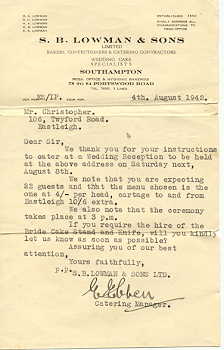 S. B. LOWMAN & SONS
LIMITED
BAKERS, CONFECTIONERS & CATERING CONTRACTORS
WEDDING CAKE
SPECIALISTS
SOUTHAMPTON
4th. August 1942.
Mr. Christopher.
106, Twyford Road.
Eastleigh.
Dear Sir,
We thank you for your instructions
to cater at a Wedding Reception to be held
at the above address on Saturday next,
August 8th.
We note that you are expecting
22 guests and that the menu chosen is the
one at 4/- per head, cartage to and from
Eastleigh 10/6 extra.
We also note that the ceremony
takes place at 3 p.m.
If you require the hire of the
Bride Cake Stand and Knife, will you kindly
let us know as soon as possible?
Assuring you of our best
attention,
Yours faithfully,
P.P. S.B.LOWMAN & SONS LTD.
Catering Manager.